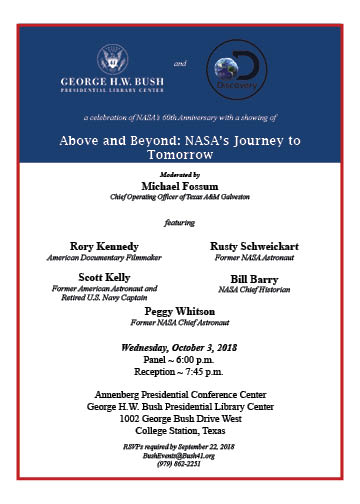 GEORGE H.W. BUSH
PRESIDENTIAL LIBRARY CENTER
and
Discovery
a celebration of NASA's 60th Anniversary with a showing of
Above and Beyond: NASA's Journey to
Tomorrow
Moderated by
Michael Fossum
Chief Operating Officer of Texas A&M Galveston
featuring
Rory Kennedy
American Documentary Filmmaker
Rusty Schweickart
Former NASA Astronaut
Scott Kelly
Former American Astronaut and
Retired U.S. Navy Captain
Bill Barry
NASA Chief Historian
Peggy Whitson
Former NASA Chief Astronaut
Wednesday, October 3, 2018
Panel ~ 6:00 p.m.
Reception ~ 7:45 p.m.
Annenberg Presidential Conference Center
George H.W. Bush Presidential Library Center
1002 George Bush Drive West
College Station, Texas
RSVPs required by September 22, 2018
BushEvents@Bush41.org
(979) 862-2251